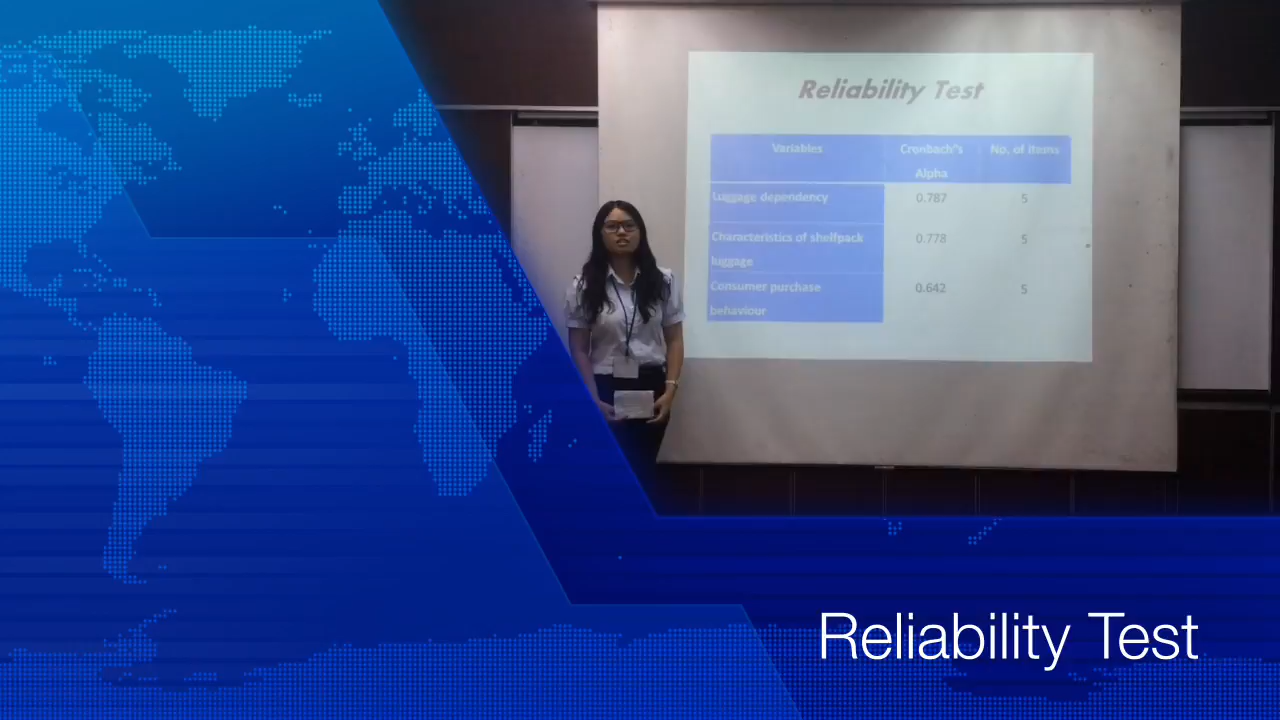 Reliability Test
Variables
Cronbach"s
Alpha
No. of items
Luggage dependency
0.787
5
Characteristics of shelfpack
luggage
0.778
5
Consumer purchase
behaviour
0.642
5
Reliability Test